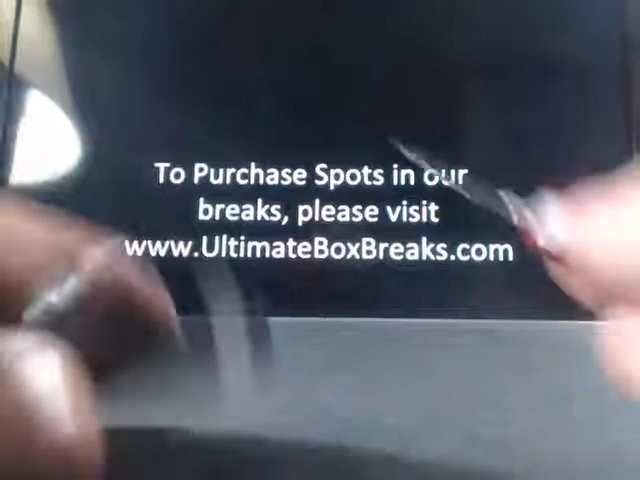 To Purchase Spots in our
breaks, please visit
www.UltimateBoxBreaks.com